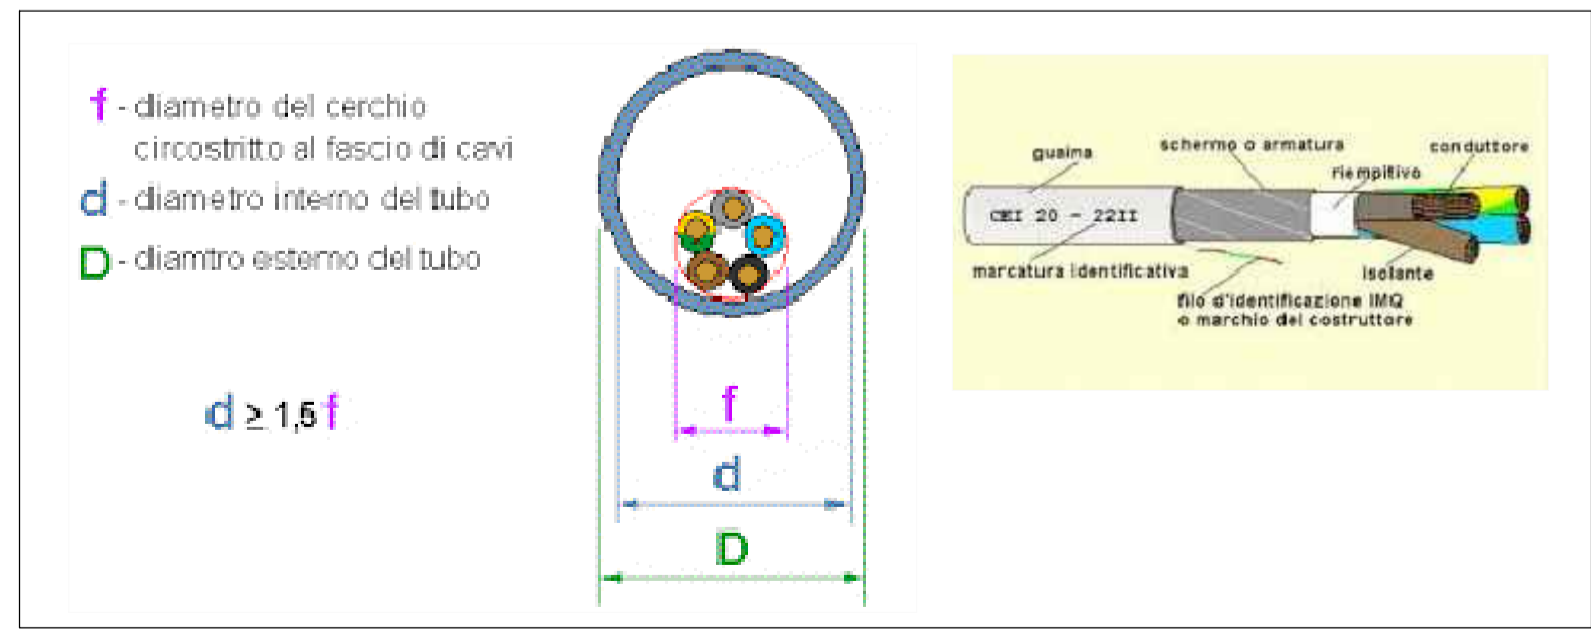 f - diametro del cerchio
circostritto al fascio di cavi
d - diametro interno del tubo
D - diamtro esterno del tubo
d ≥ 1,5 f
f
d
D
guaina
schermo o armatura
riempitivo
conduttore
CEI 20 - 22II
marcatura identificativa
isolante
filo d'identificazione IMQ
o marchio del costruttore